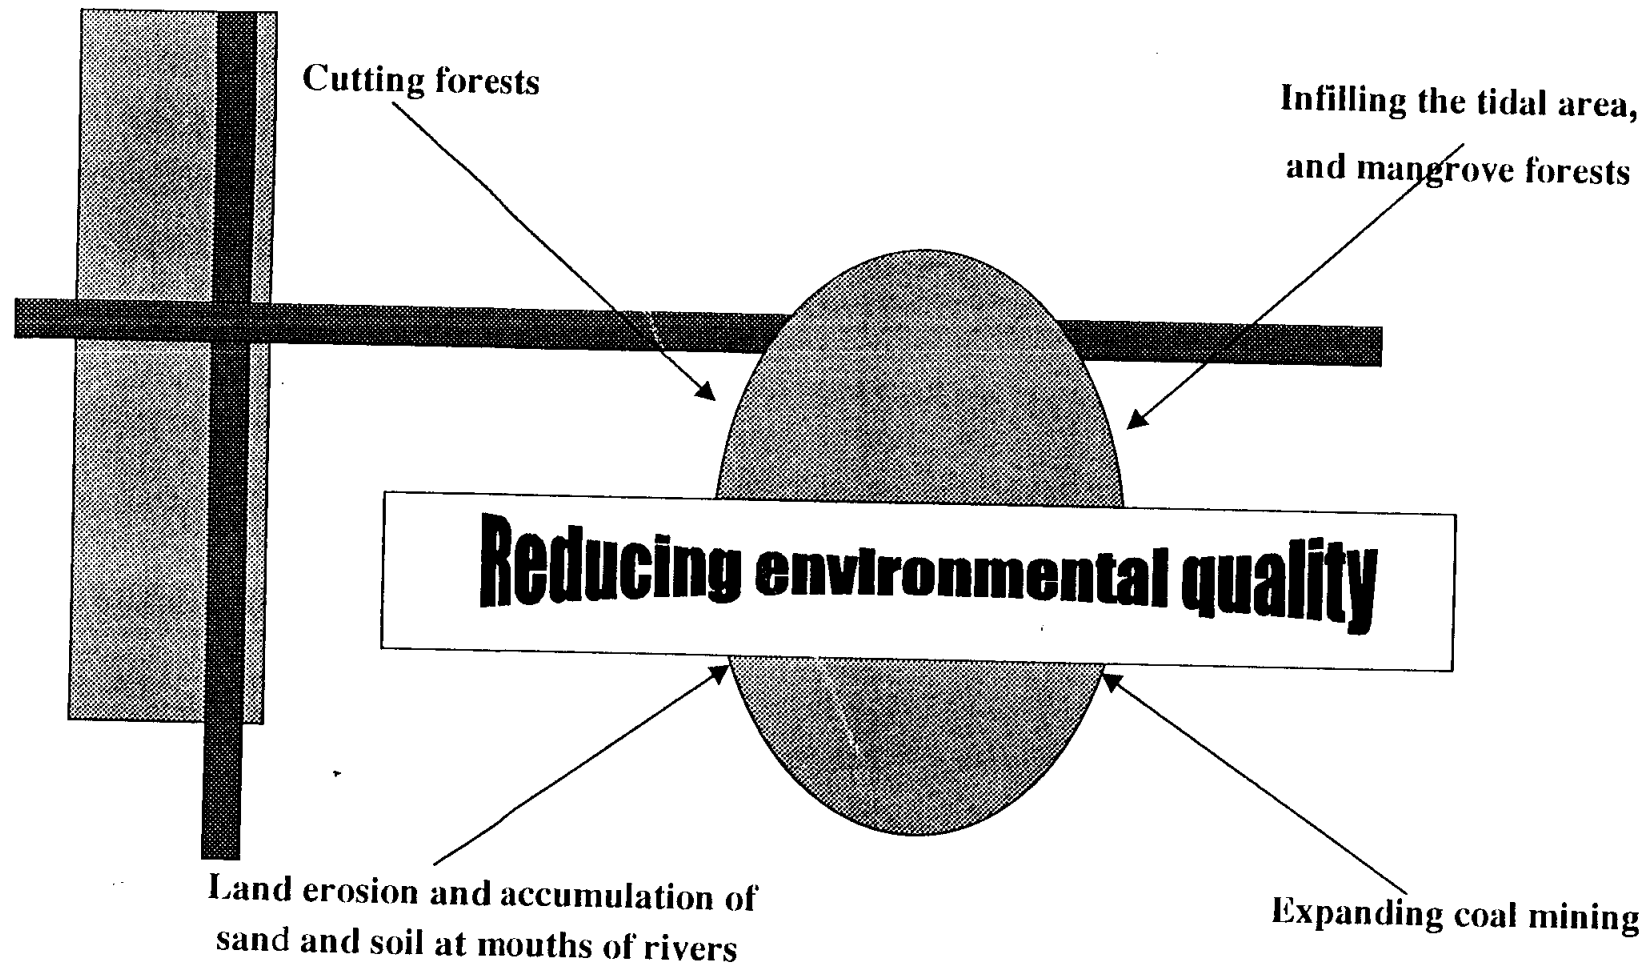 Cutting forests
Infilling the tidal area,
and mangrove forests
Reducing environmental quality
Land erosion and accumulation of
sand and soil at mouths of rivers
Expanding coal mining